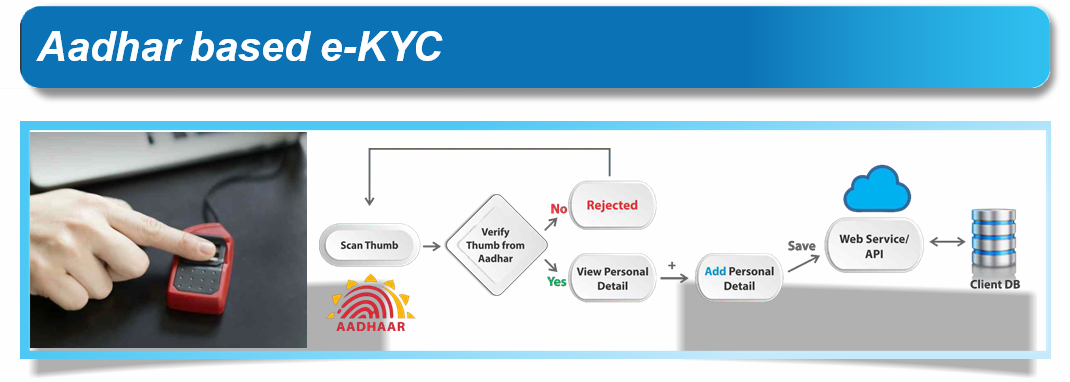 Aadhar based e-KYC
Scan Thumb
AADHAAR
Verify
Thumb from
Aadhar
No
Rejected
Yes
View Personal
Detail
+
Add Personal
Detail
Save
Web Service/
API
Client DB